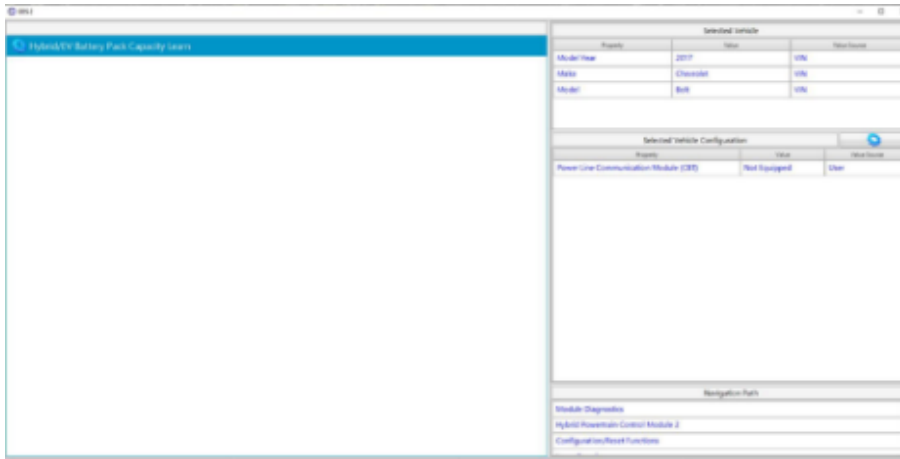 GDS 2
Hybrid/EV Battery Pack Capacity Learn
Selected Vehicle
Property Value Value Source
Model Year 2017 VIN
Make Chevrolet VIN
Model Bolt VIN
Selected Vehicle Configuration
Property Value Value Source
Power Line Communication Module (CBT) Not Equipped User
Navigation Path
Module Diagnostics
Hybrid Powertrain Control Module 2
Configuration/Reset Functions